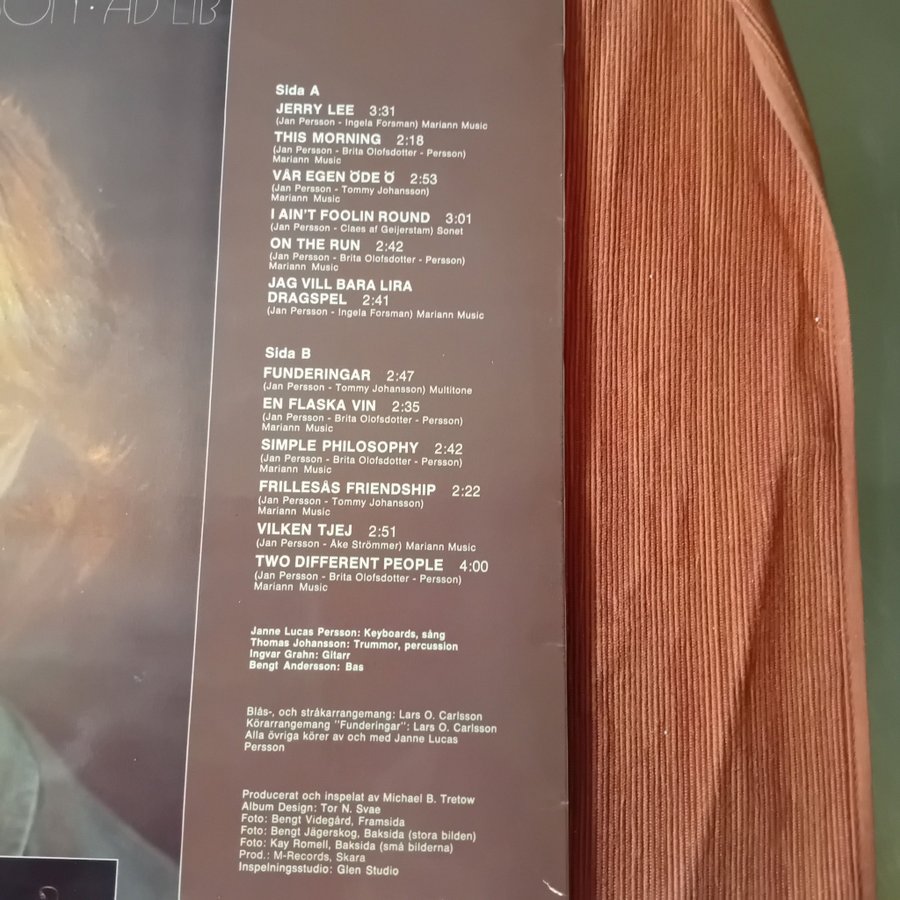 AD LIB
Sida A
JERRY LEE 3:31
(Jan Persson - Ingela Forsman) Mariann Music
THIS MORNING 2:18
(Jan Persson - Brita Olofsdotter - Persson)
Mariann Music
VÅR EGEN ÖDE Ö 2:53
(Jan Persson - Tommy Johansson)
Mariann Music
I AIN'T FOOLIN ROUND 3:01
(Jan Persson - Claes af Geijerstam) Sonet
ON THE RUN 2:42
(Jan Persson - Brita Olofsdotter - Persson)
Mariann Music
JAG VILL BARA LIRA
DRAGSPEL 2:41
(Jan Persson - Ingela Forsman) Mariann Music
Sida B
FUNDERINGAR 2:47
(Jan Persson - Tommy Johansson) Multitone
EN FLASKA VIN 2:35
(Jan Persson - Brita Olofsdotter - Persson)
Mariann Music
SIMPLE PHILOSOPHY 2:42
(Jan Persson - Brita Olofsdotter - Persson)
Mariann Music
FRILLESÅS FRIENDSHIP 2:22
(Jan Persson - Tommy Johansson)
Mariann Music
VILKEN TJEJ 2:51
(Jan Persson - Åke Strömmer) Mariann Music
TWO DIFFERENT PEOPLE 4:00
(Jan Persson - Brita Olofsdotter - Persson)
Mariann Music
Janne Lucas Persson: Keyboards, sång
Thomas Johansson: Trummor, percussion
Ingvar Grahn: Gitarr
Bengt Andersson: Bas
Blås-, och stråkarrangemang: Lars O. Carlsson
Körarrangemang "Funderingar": Lars O. Carlsson
Alla övriga körer av och med Janne Lucas
Persson
Producerat och inspelat av Michael B. Tretow
Album Design: Tor N. Svae
Foto: Bengt Videgård, Framsida
Foto: Bengt Jägerskog, Baksida (stora bilden)
Foto: Kay Romell, Baksida (små bilderna)
Prod.: M-Records, Skara
Inspelningsstudio: Glen Studio